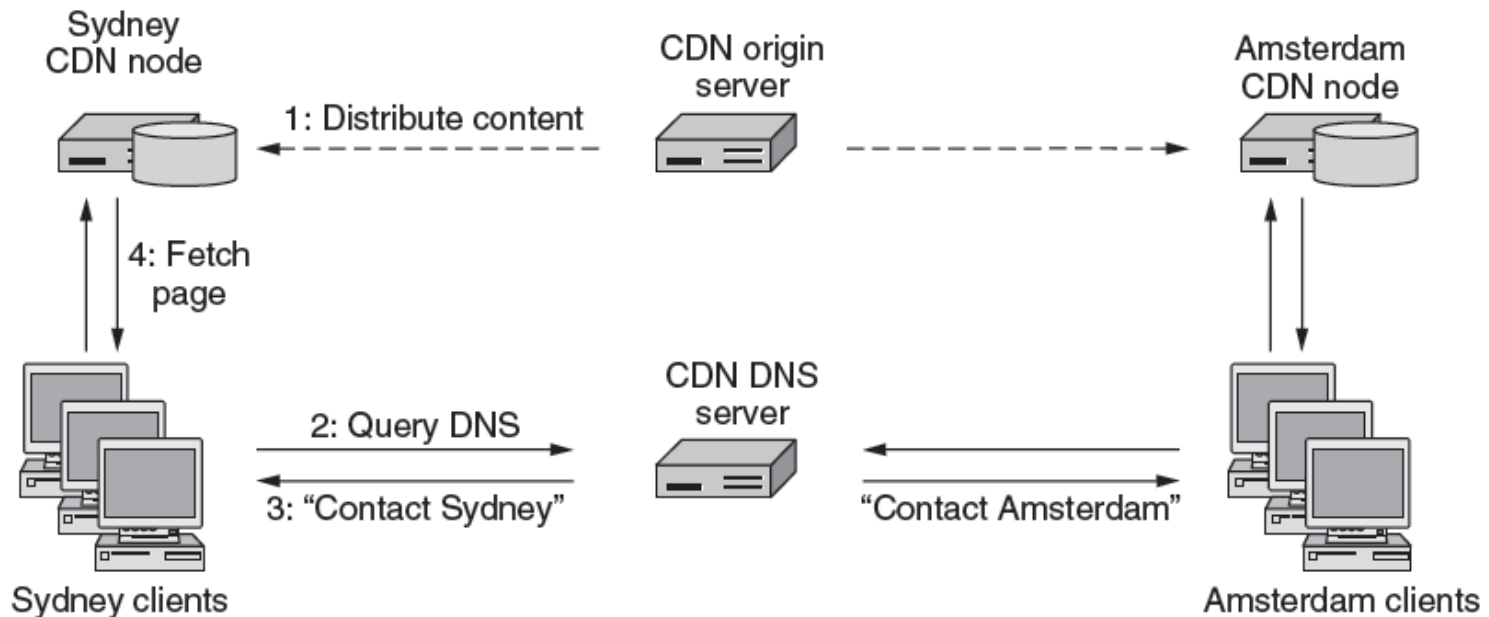 Sydney
CDN node
CDN origin
server
Amsterdam
CDN node
1: Distribute content
4: Fetch
page
CDN DNS
server
2: Query DNS
3: “Contact Sydney”
“Contact Amsterdam”
Sydney clients
Amsterdam clients